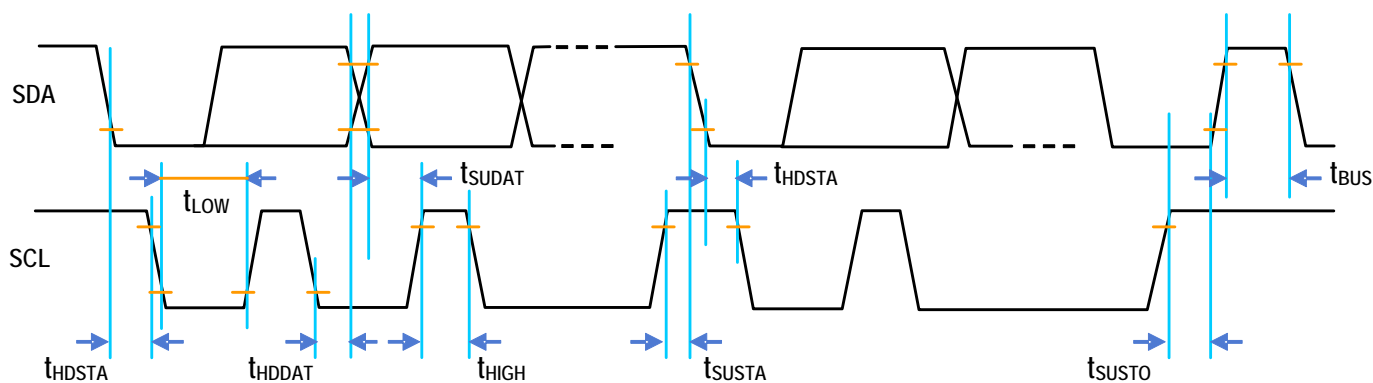 SDA
tSUDAT
tHDSTA
tBUS
tLOW
SCL
tHDSTA
tHDDAT
tHIGH
tSUSTA
tSUSTO